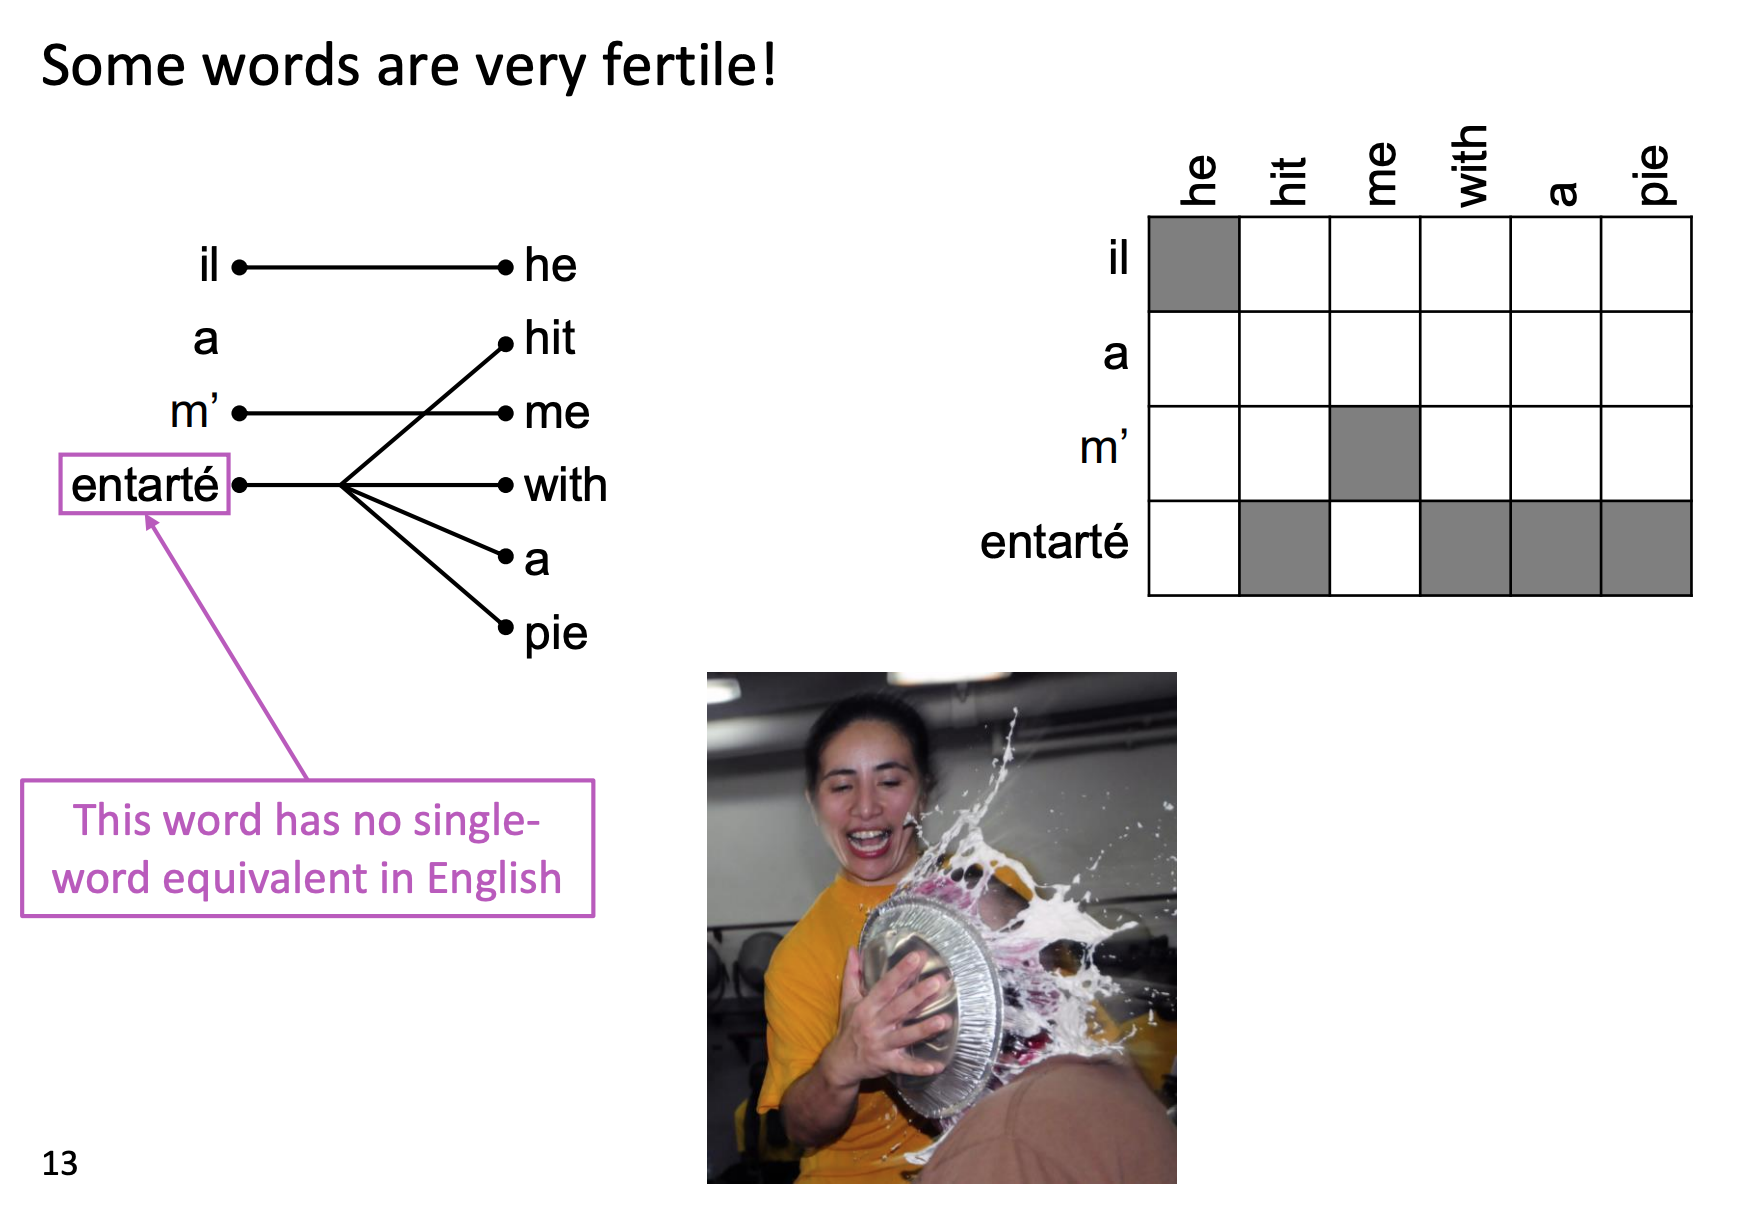 Some words are very fertile!
il he
a hit
m’ me
entarté with
a
pie
This word has no single-
word equivalent in English
he hit me with a pie
il
a
m’
entarté
13